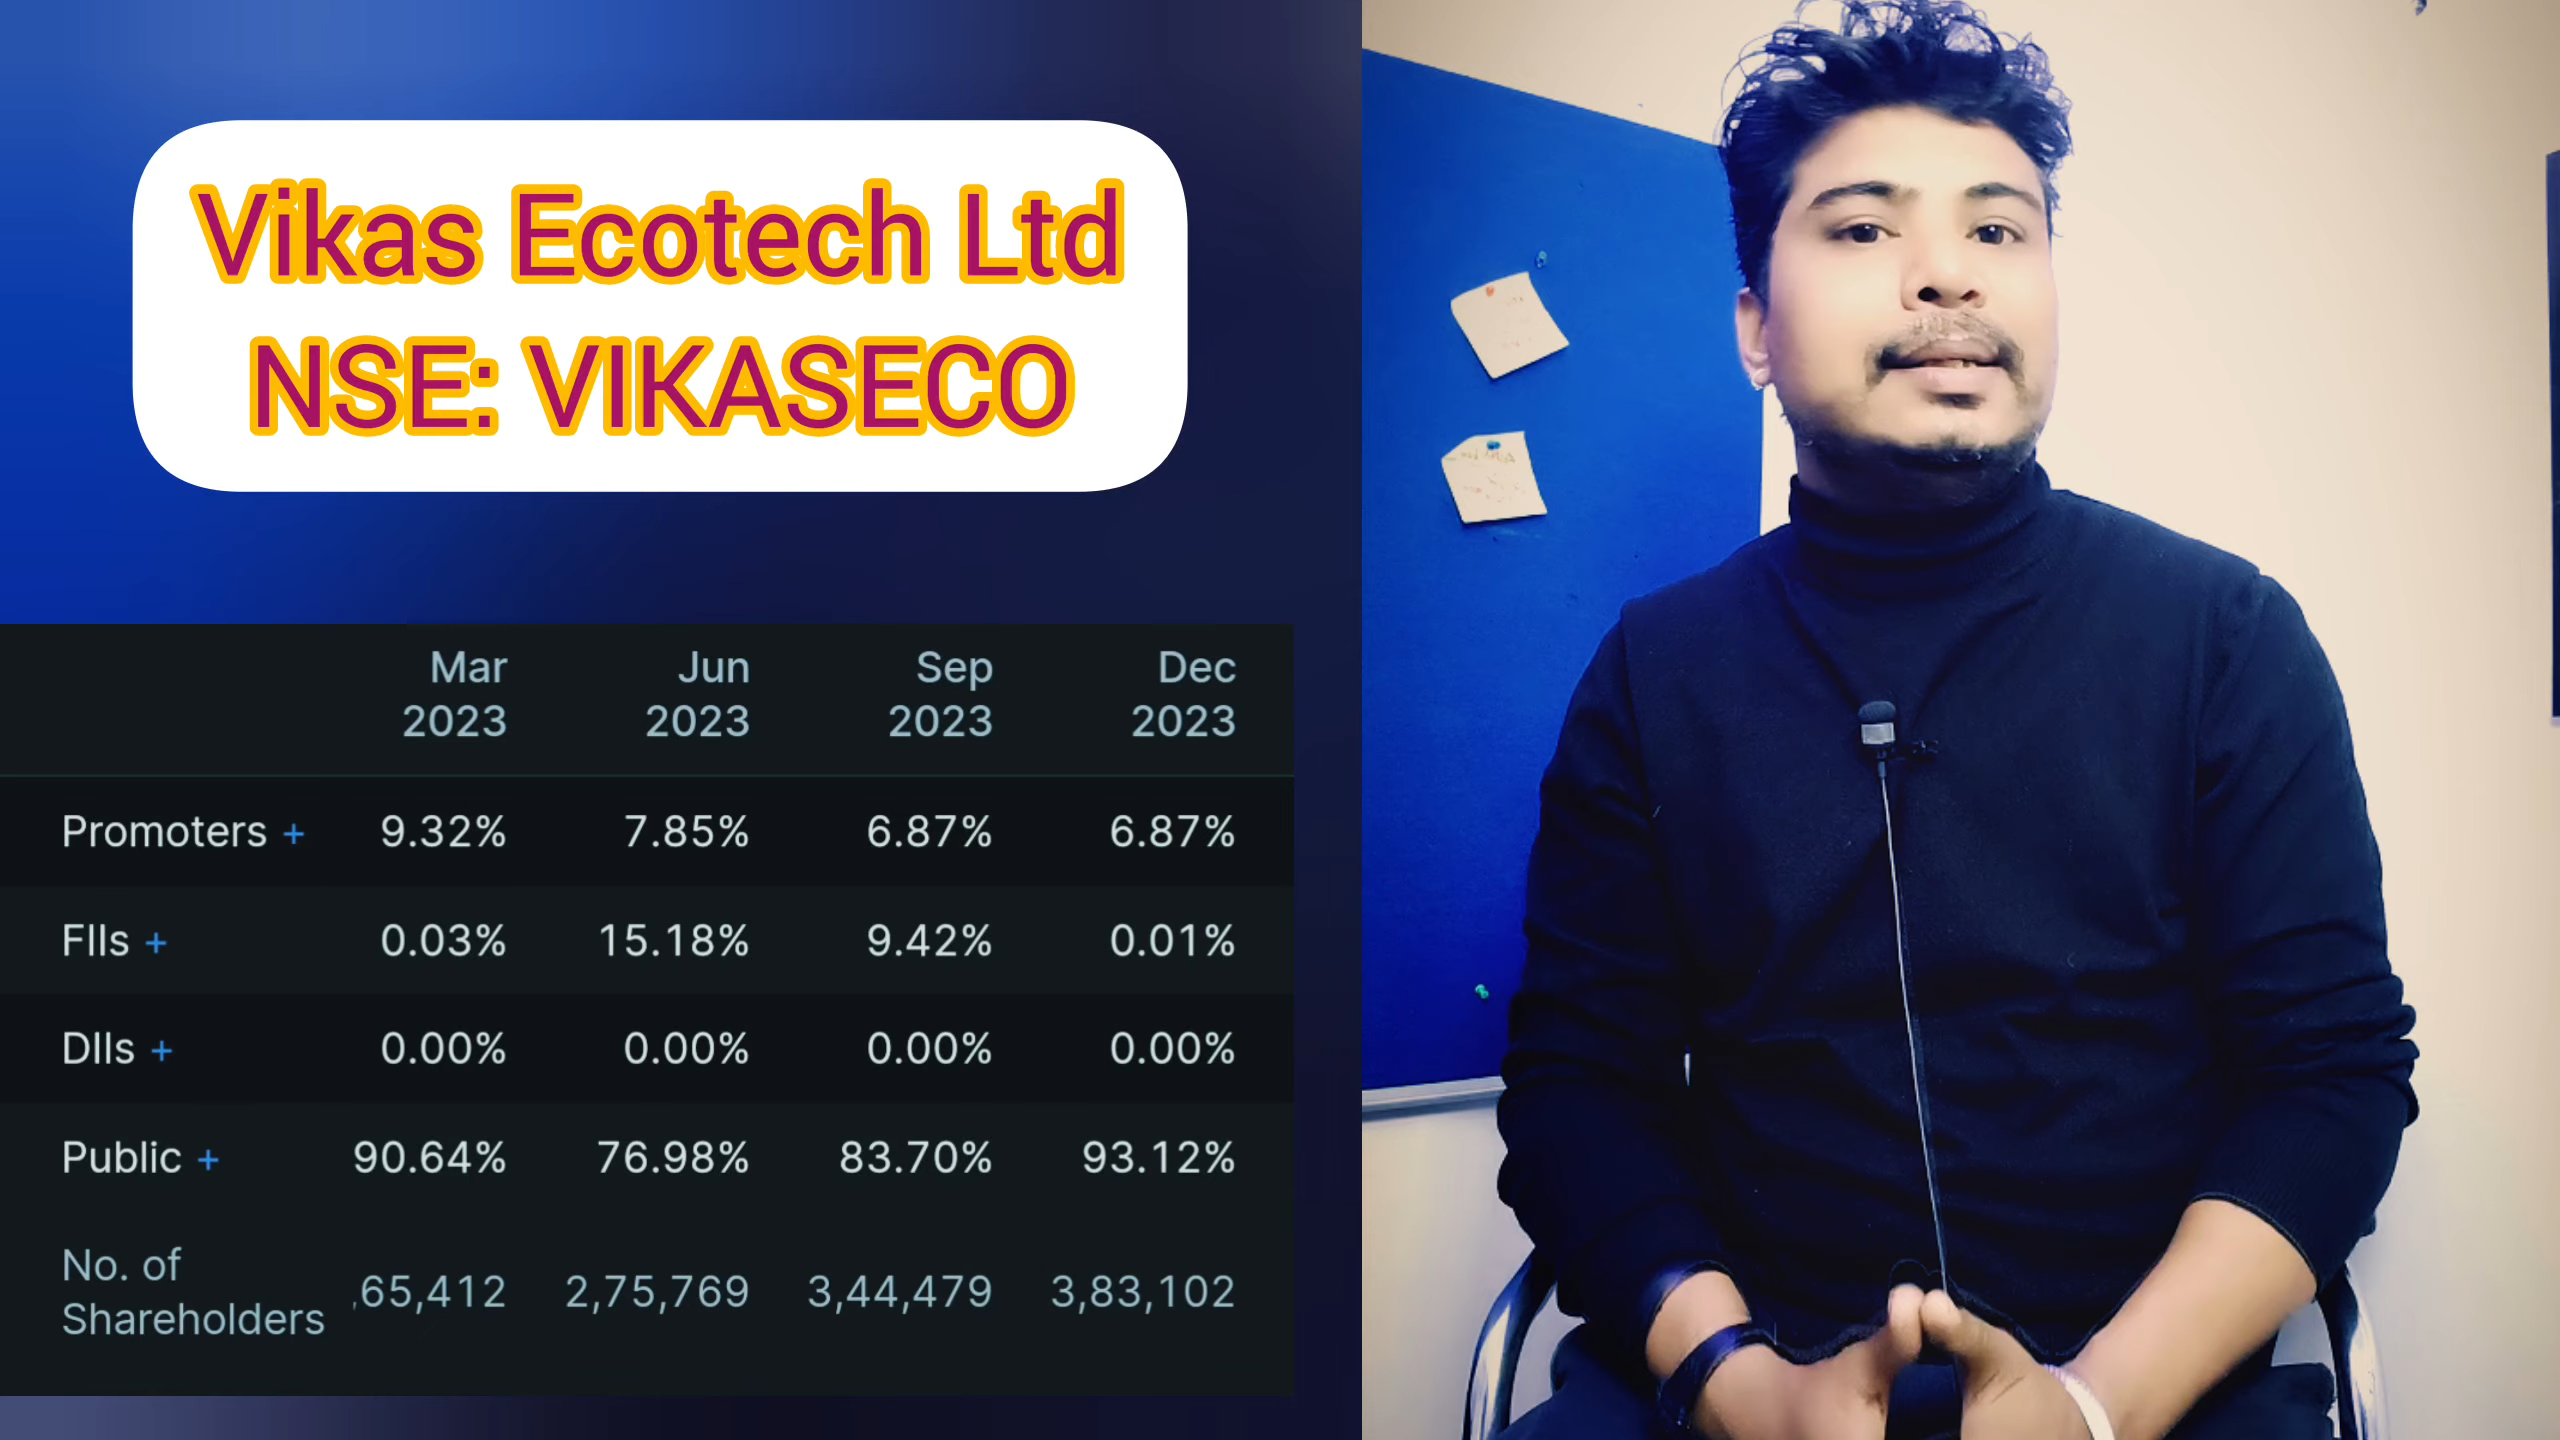 Vikas Ecotech Ltd
NSE: VIKASECO
Mar 2023 Jun 2023 Sep 2023 Dec 2023
Promoters + 9.32% 7.85% 6.87% 6.87%
FIIs + 0.03% 15.18% 9.42% 0.01%
DIIs + 0.00% 0.00% 0.00% 0.00%
Public + 90.64% 76.98% 83.70% 93.12%
No. of Shareholders ,65,412 2,75,769 3,44,479 3,83,102